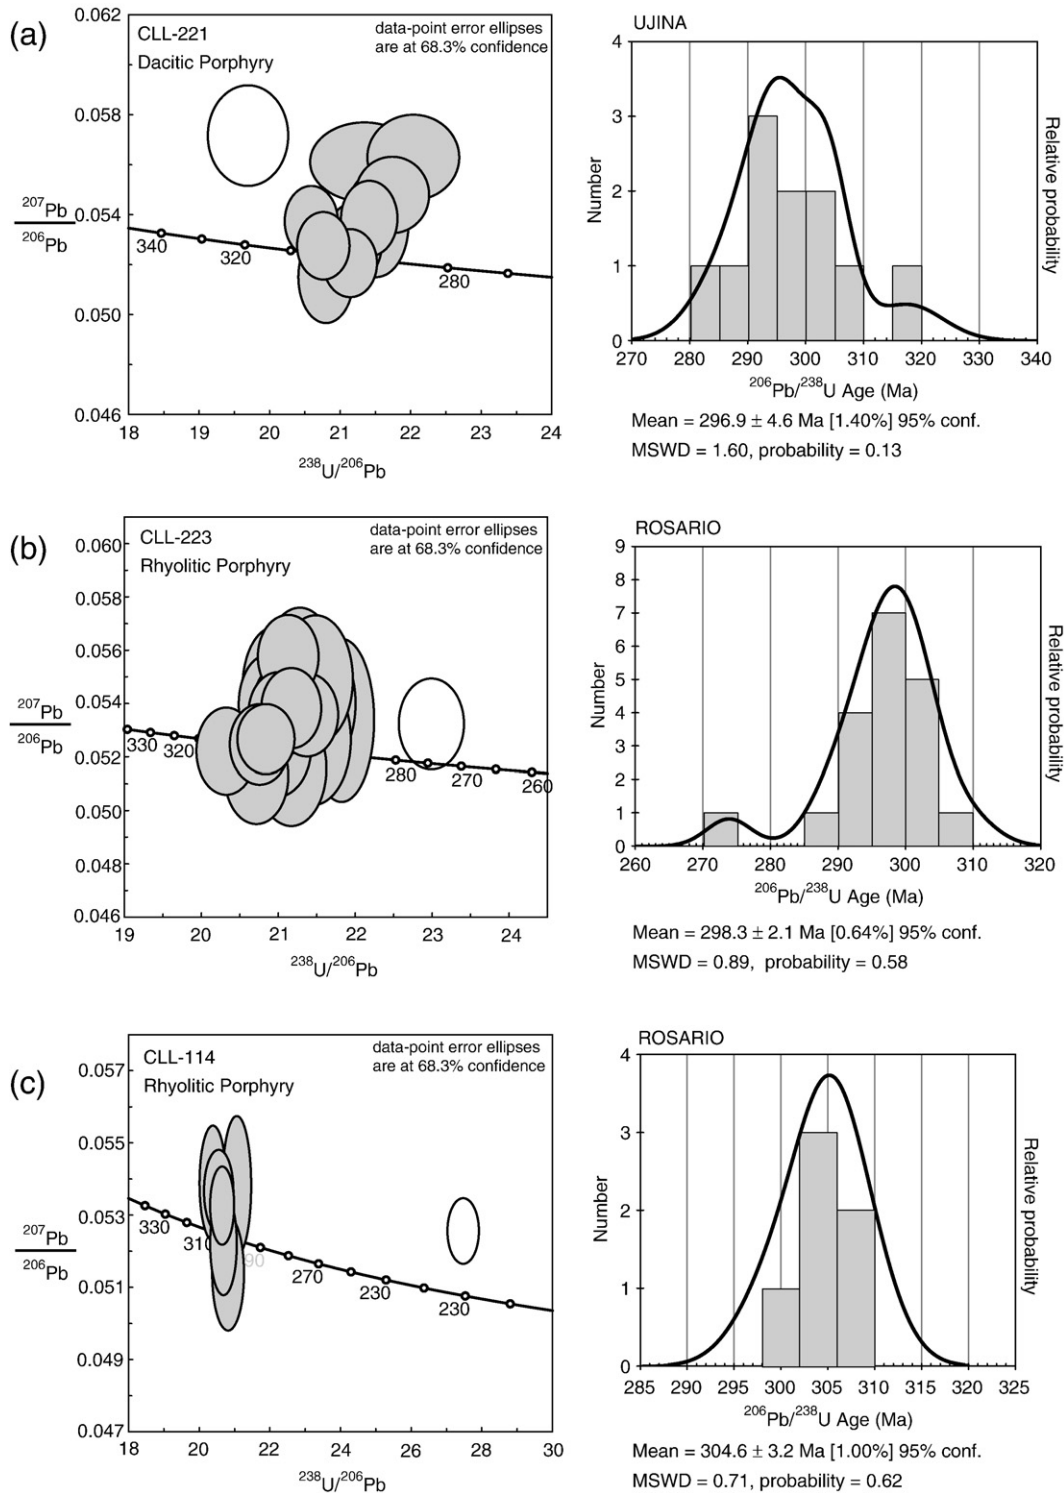 (a)
CLL-221
Dacitic Porphyry
data-point error ellipses
are at 68.3% confidence
0.062
0.058
0.054
0.050
0.046
207Pb
206Pb
340
320
280
18 19 20 21 22 23 24
238U/206Pb
UJINA
4
3
2
1
0
Number
Relative probability
270 280 290 300 310 320 330 340
206Pb/238U Age (Ma)
Mean = 296.9 ± 4.6 Ma [1.40%] 95% conf.
MSWD = 1.60, probability = 0.13
(b)
CLL-223
Rhyolitic Porphyry
data-point error ellipses
are at 68.3% confidence
0.060
0.058
0.056
0.054
0.052
0.050
0.048
0.046
207Pb
206Pb
330
320
280
270
260
19 20 21 22 23 24
238U/206Pb
ROSARIO
9
8
7
6
5
4
3
2
1
0
Number
Relative probability
260 270 280 290 300 310 320
206Pb/238U Age (Ma)
Mean = 298.3 ± 2.1 Ma [0.64%] 95% conf.
MSWD = 0.89, probability = 0.58
(c)
CLL-114
Rhyolitic Porphyry
data-point error ellipses
are at 68.3% confidence
0.057
0.055
0.053
0.051
0.049
0.047
207Pb
206Pb
330
310
90
270
230
230
18 20 22 24 26 28 30
238U/206Pb
ROSARIO
4
3
2
1
0
Number
Relative probability
285 290 295 300 305 310 315 320 325
206Pb/238U Age (Ma)
Mean = 304.6 ± 3.2 Ma [1.00%] 95% conf.
MSWD = 0.71, probability = 0.62